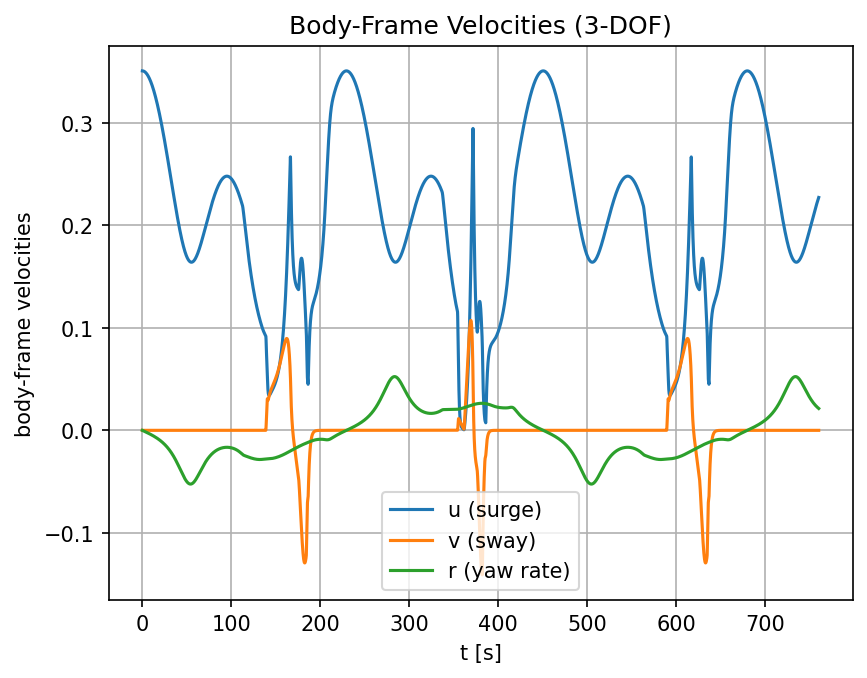 Body-Frame Velocities (3-DOF)
body-frame velocities
0.3
0.2
0.1
0.0
−0.1
u (surge)
v (sway)
r (yaw rate)
0 100 200 300 400 500 600 700
t [s]